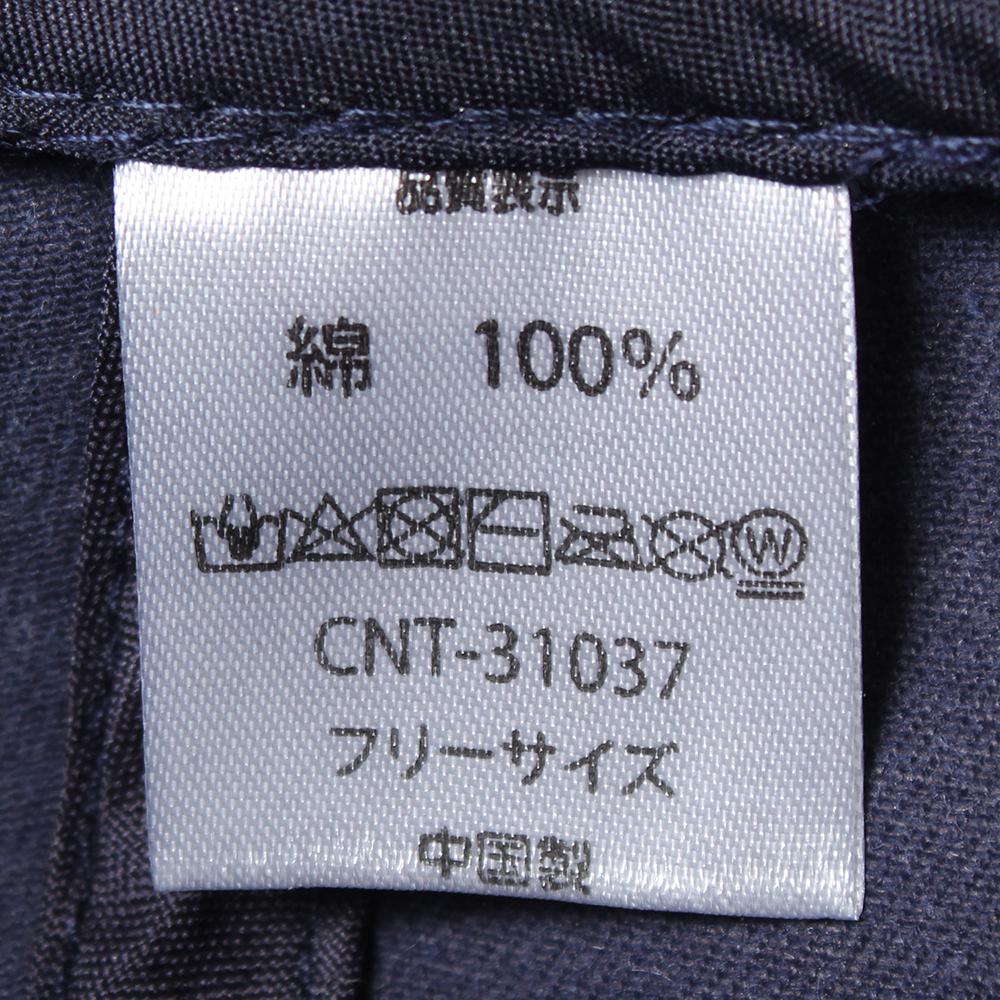 品質表示
綿 100%
W
CNT-31037
フリーサイズ
中国製